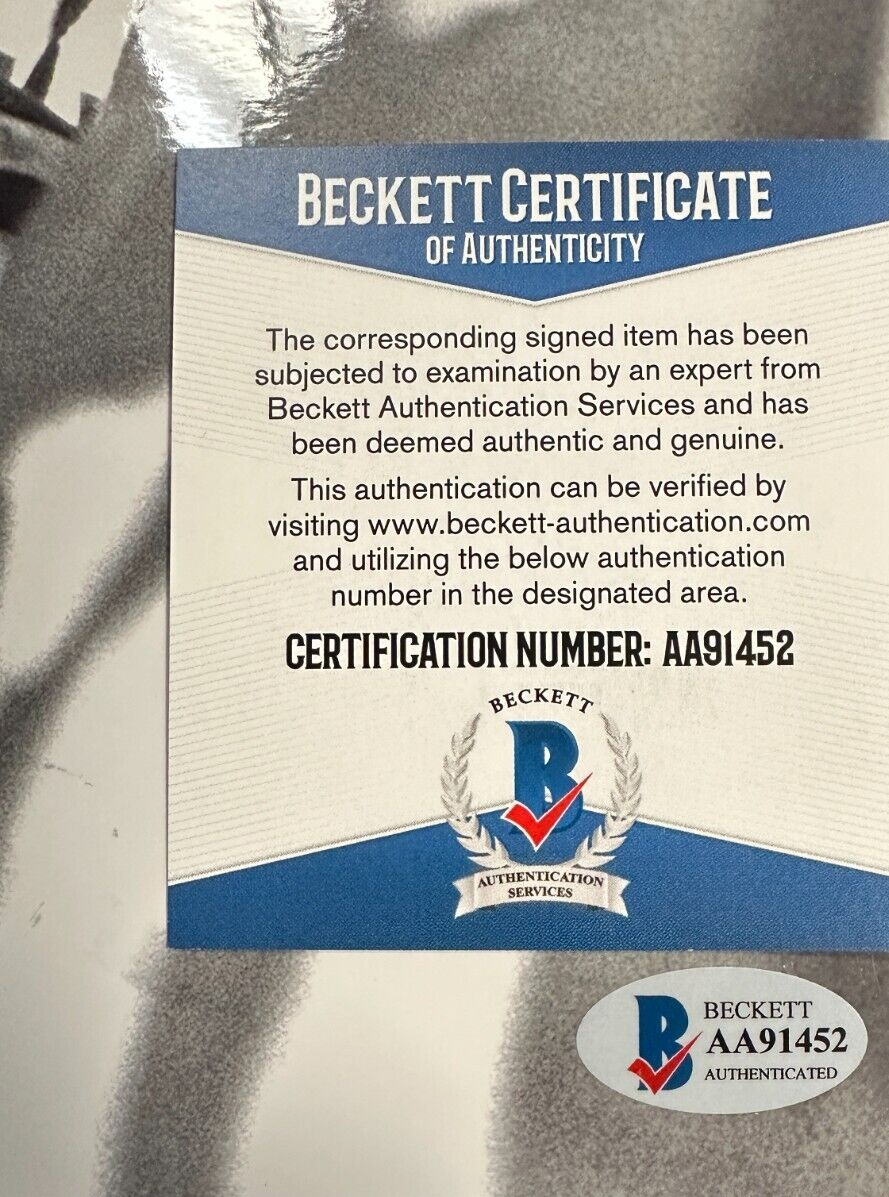 BECKETT CERTIFICATE
OF AUTHENTICITY
The corresponding signed item has been
subjected to examination by an expert from
Beckett Authentication Services and has
been deemed authentic and genuine.
This authentication can be verified by
visiting www.beckett-authentication.com
and utilizing the below authentication
number in the designated area.
CERTIFICATION NUMBER: AA91452
BECKETT
B
AUTHENTICATION
SERVICES
B
BECKETT
AA91452
AUTHENTICATED